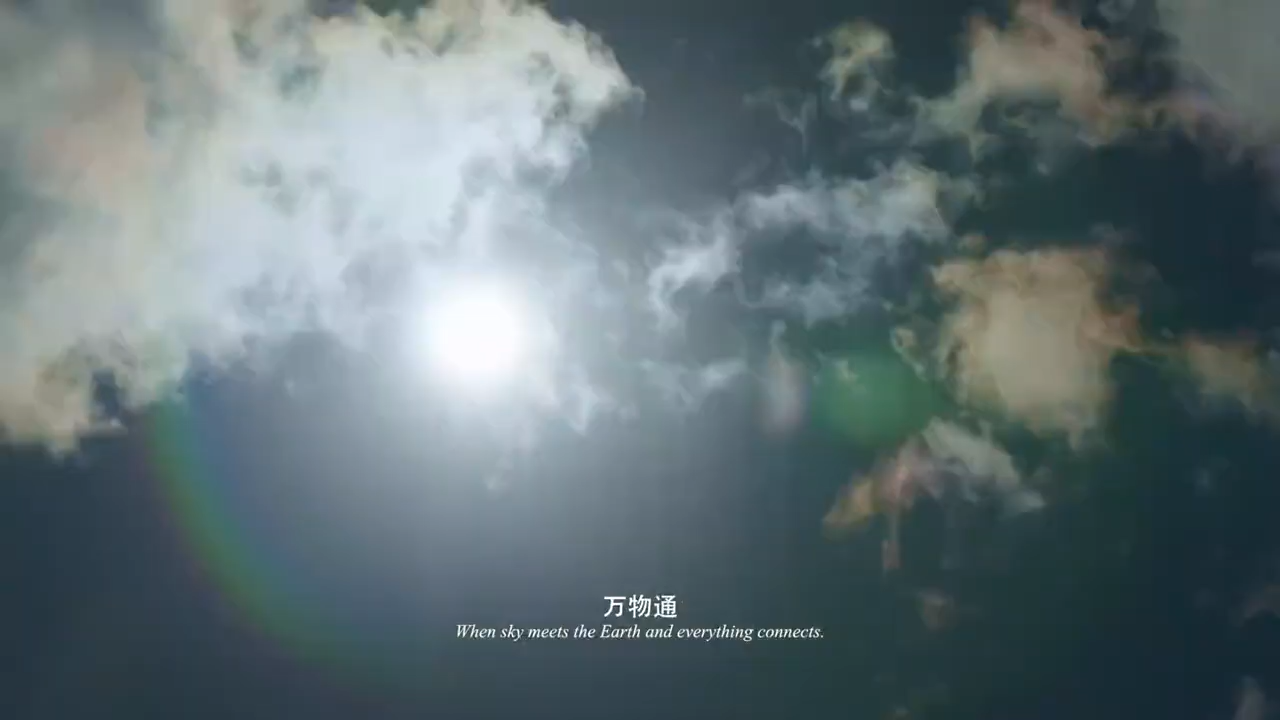 万物通
When sky meets the Earth and everything connects.